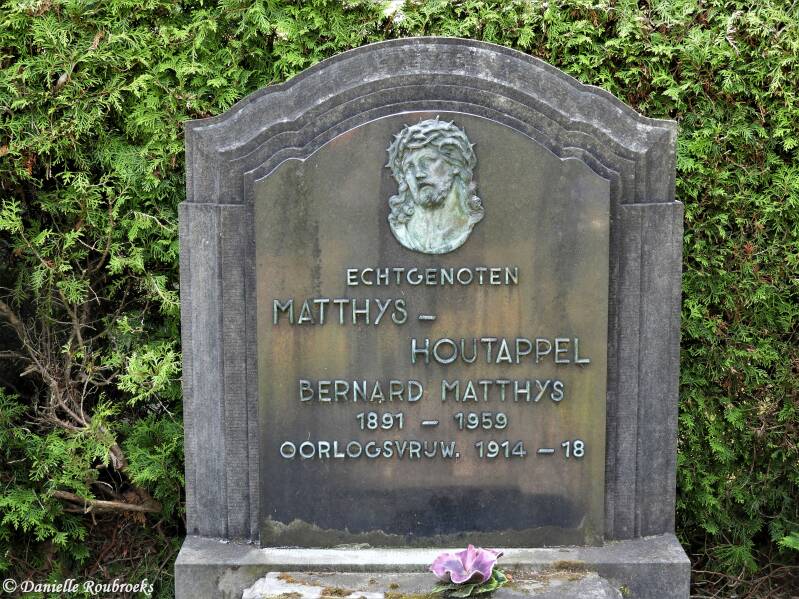 ECHTGENOTEN
MATTHYS –
HOUTAPPEL
BERNARD MATTHYS
1891 – 1959
OORLOGSVRIJW. 1914 – 18
© Danielle Roubroeks